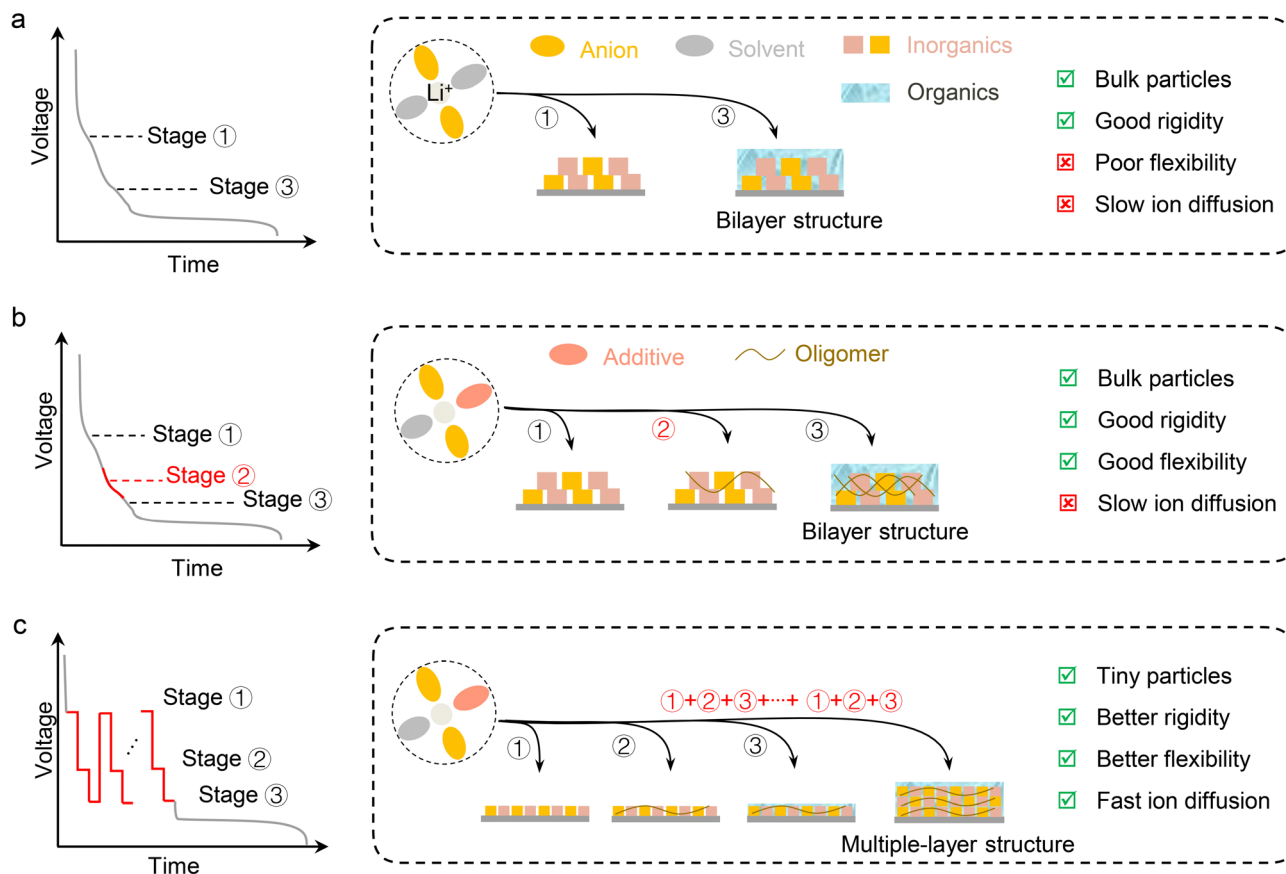 a
Voltage
Stage ①
Stage ③
Time
Li⁺
Anion
Solvent
Inorganics
Organics
①
③
Bilayer structure
Bulk particles
Good rigidity
Poor flexibility
Slow ion diffusion
b
Voltage
Stage ①
Stage ②
Stage ③
Time
Additive
Oligomer
①
②
③
Bilayer structure
Bulk particles
Good rigidity
Good flexibility
Slow ion diffusion
c
Voltage
Stage ①
Stage ②
Stage ③
Time
①+②+③+···+ ①+②+③
①
②
③
Multiple-layer structure
Tiny particles
Better rigidity
Better flexibility
Fast ion diffusion